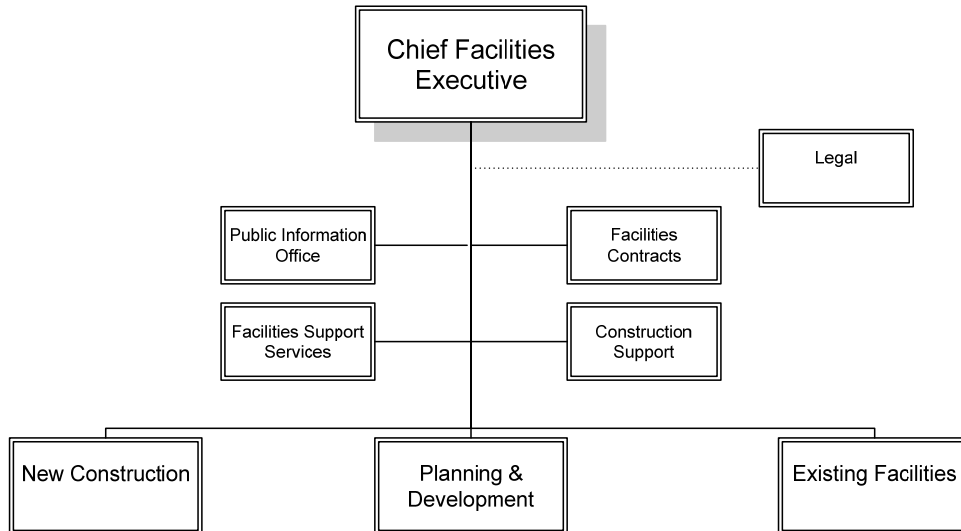 Chief Facilities
Executive
Legal
Public Information
Office
Facilities
Contracts
Facilities Support
Services
Construction
Support
New Construction
Planning &
Development
Existing Facilities